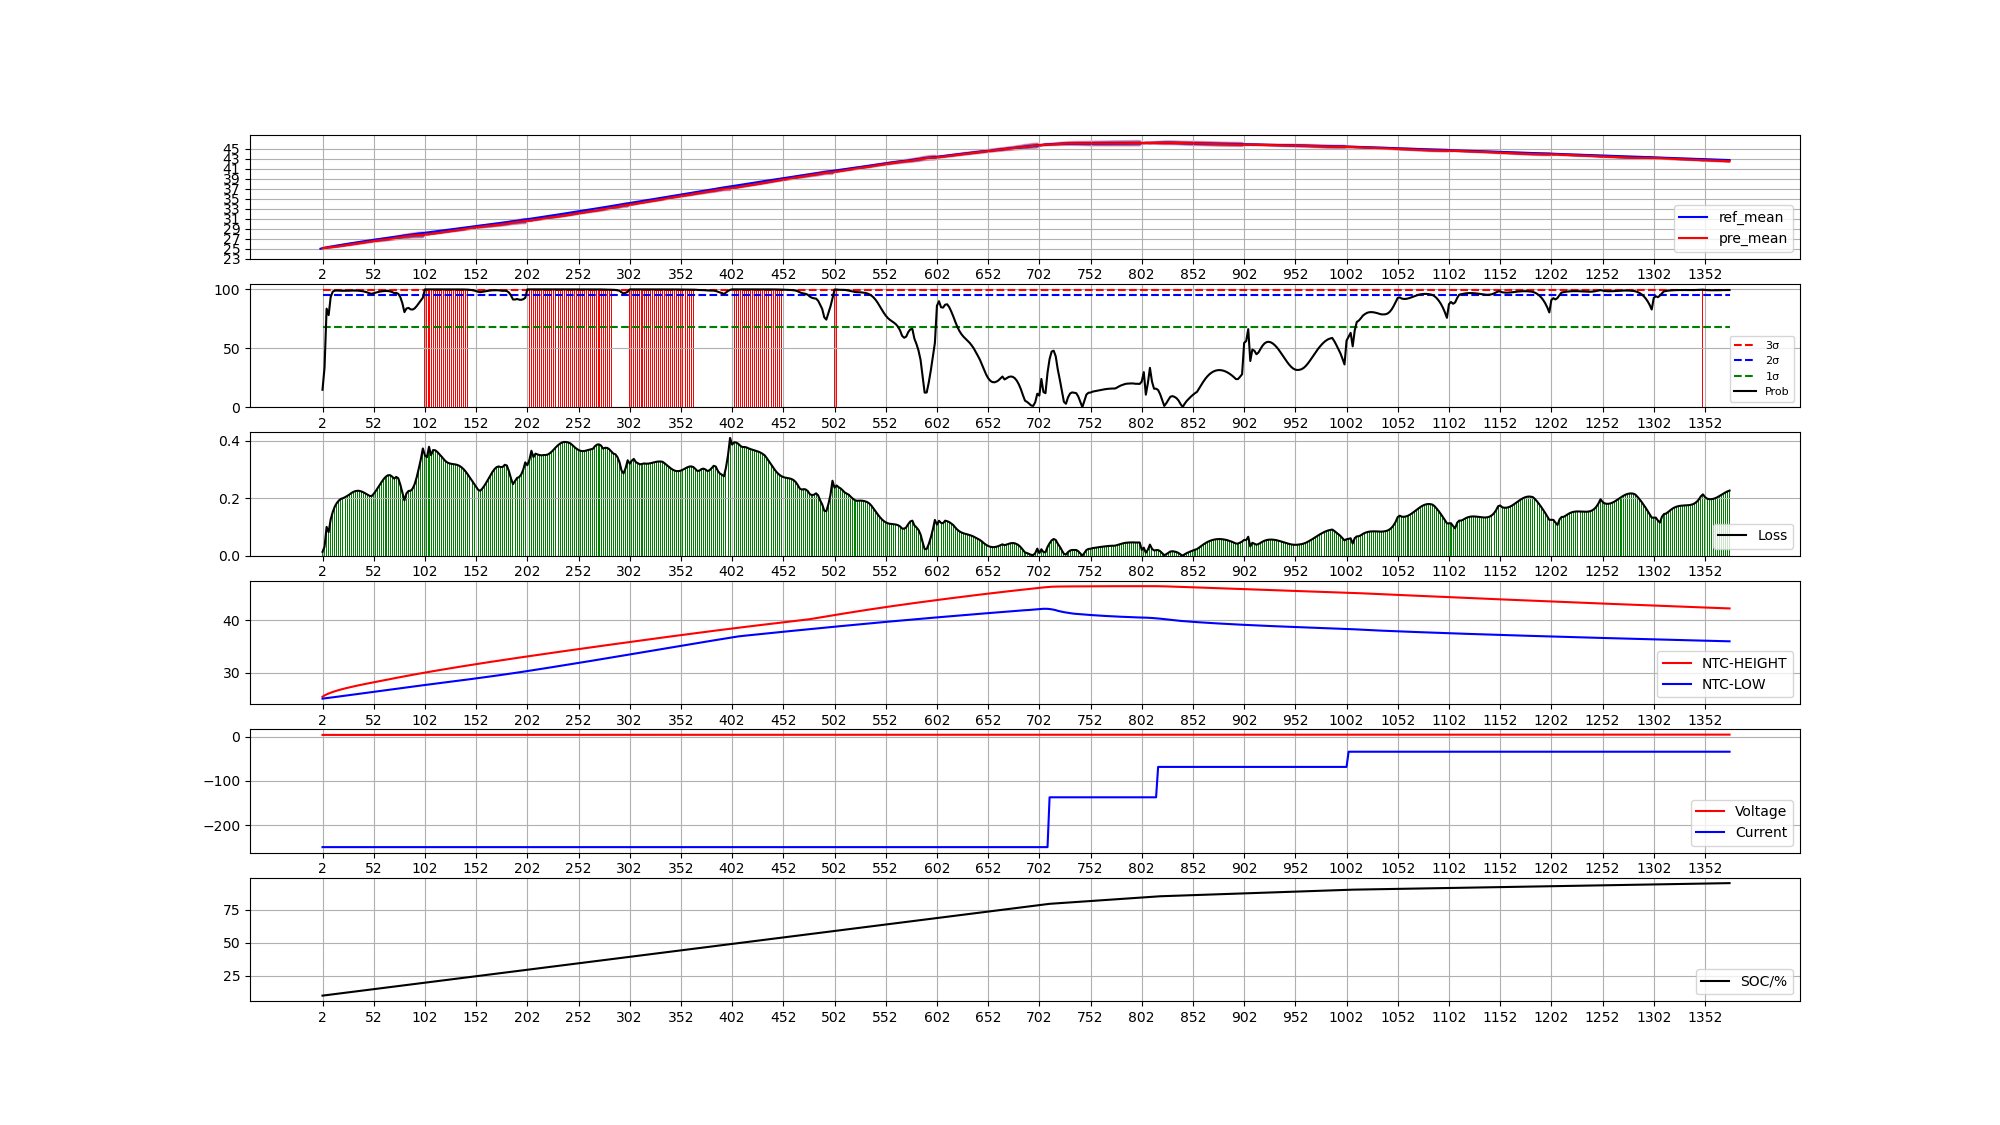 45
43
41
39
37
35
33
31
29
27
25
23
ref_mean
pre_mean
2 52 102 152 202 252 302 352 402 452 502 552 602 652 702 752 802 852 902 952 1002 1052 1102 1152 1202 1252 1302 1352
100
50
0
3σ
2σ
1σ
Prob
2 52 102 152 202 252 302 352 402 452 502 552 602 652 702 752 802 852 902 952 1002 1052 1102 1152 1202 1252 1302 1352
0.4
0.2
0.0
Loss
2 52 102 152 202 252 302 352 402 452 502 552 602 652 702 752 802 852 902 952 1002 1052 1102 1152 1202 1252 1302 1352
40
30
NTC-HEIGHT
NTC-LOW
2 52 102 152 202 252 302 352 402 452 502 552 602 652 702 752 802 852 902 952 1002 1052 1102 1152 1202 1252 1302 1352
0
−100
−200
Voltage
Current
2 52 102 152 202 252 302 352 402 452 502 552 602 652 702 752 802 852 902 952 1002 1052 1102 1152 1202 1252 1302 1352
75
50
25
SOC/%
2 52 102 152 202 252 302 352 402 452 502 552 602 652 702 752 802 852 902 952 1002 1052 1102 1152 1202 1252 1302 1352